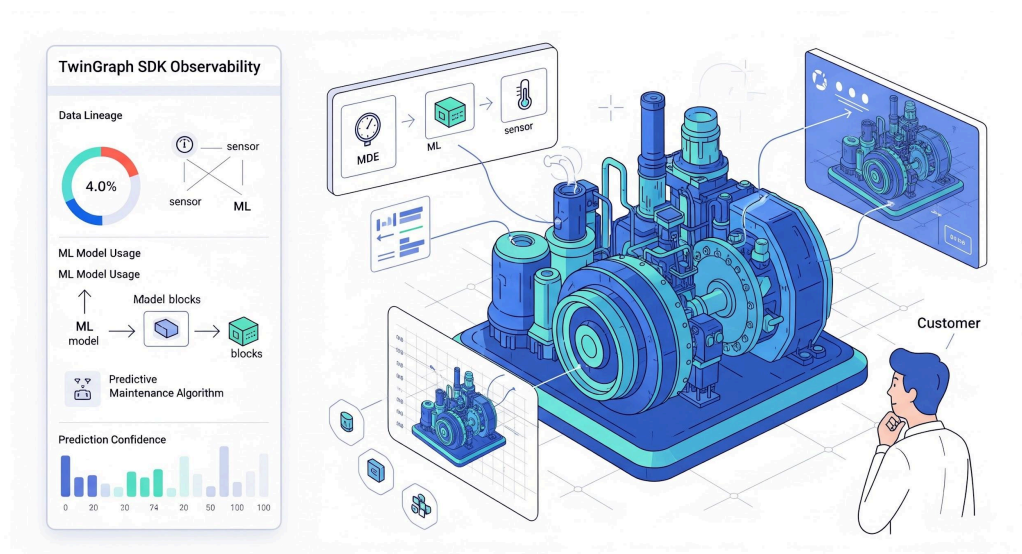 TwinGraph SDK Observability
Data Lineage
4.0%
sensor
sensor
ML
ML Model Usage
ML Model Usage
Model blocks
ML
model
blocks
Predictive
Maintenance Algorithm
Prediction Confidence
0 20 20 74 20 50 100 100
MDE
ML
sensor
Customer